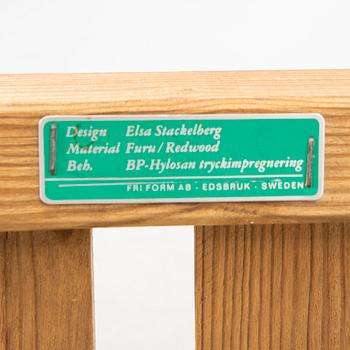 Design Elsa Stackelberg
Material Furu / Redwood
Beh. BP-Hylosan tryckimpregnering
FRI FORM AB - EDSBRUK - SWEDEN